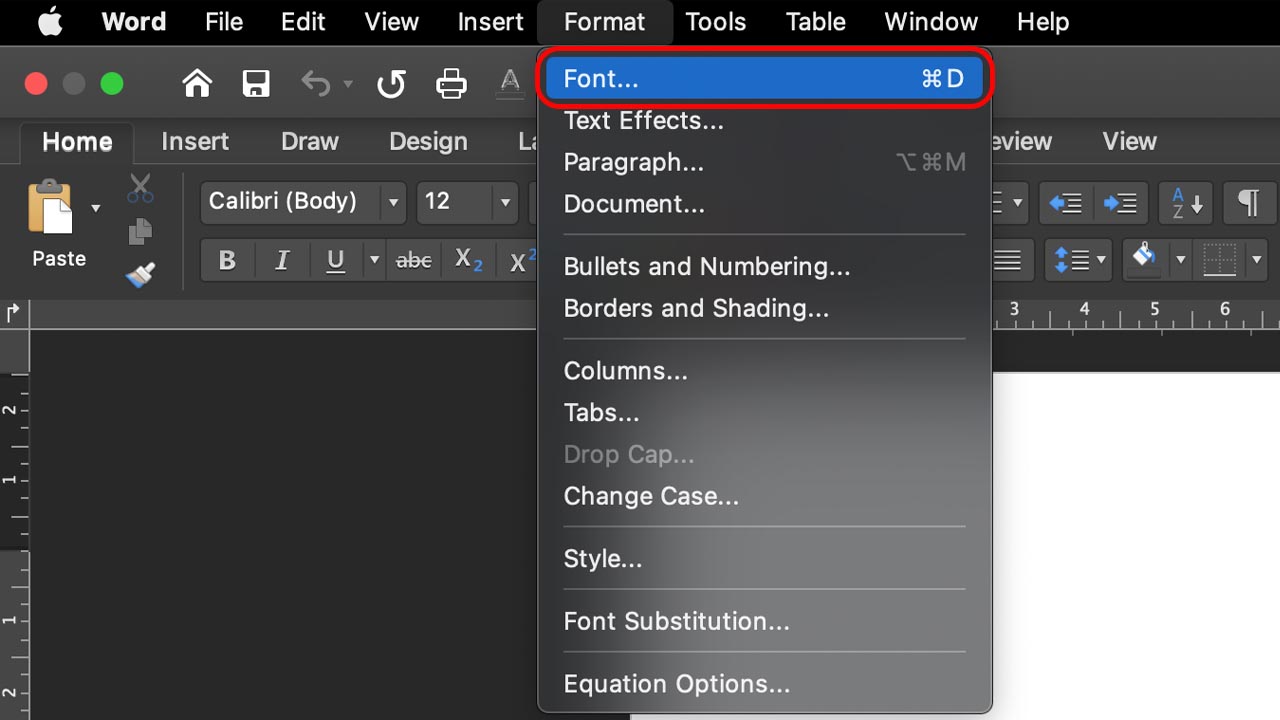 Word File Edit View Insert Format Tools Table Window Help
Font... ⌘D
A
Text Effects...
Home Insert Draw Design La eview View
Paragraph... ⌥⌘M
Calibri (Body) 12
Document...
A
Z
¶
Paste
B I U abc X2 X2
Bullets and Numbering...
Borders and Shading...
3 4 5 6
Columns...
Tabs...
2
Drop Cap...
1
Change Case...
Style...
Font Substitution...
1
Equation Options...
2